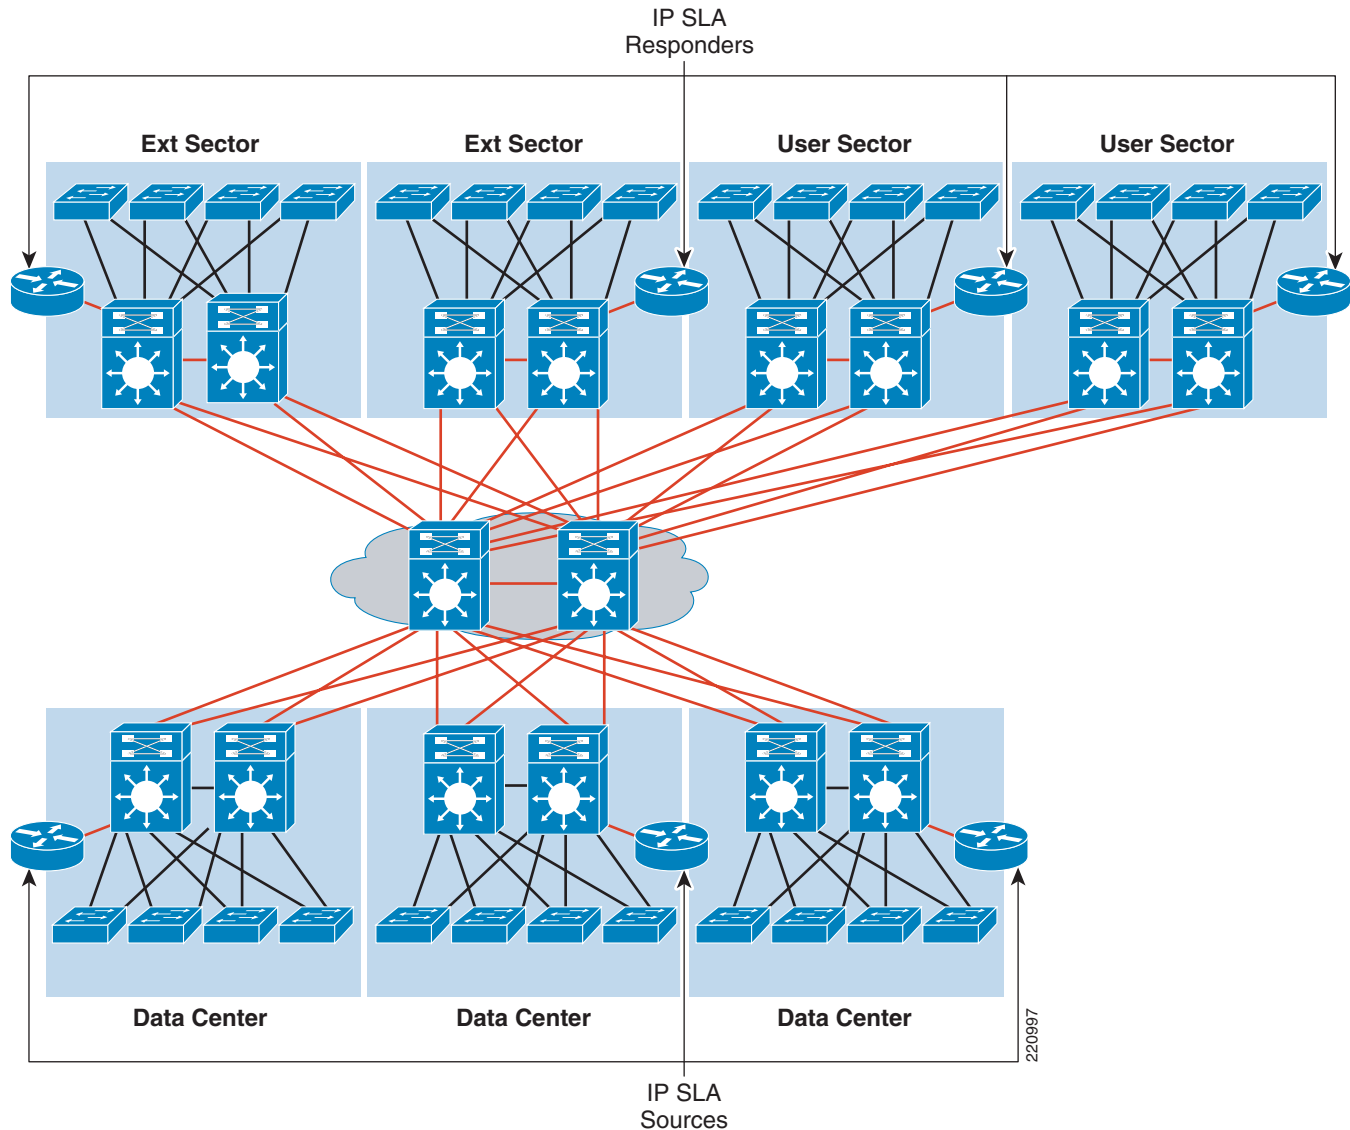 IP SLA
Responders
Ext Sector
Ext Sector
User Sector
User Sector
Data Center
Data Center
Data Center
220997
IP SLA
Sources